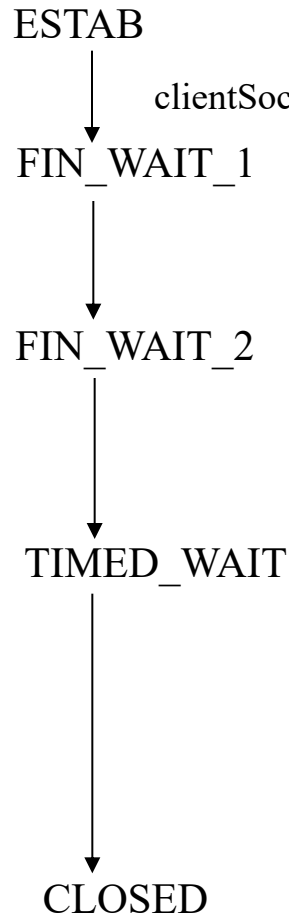 ESTAB
clientSoc
FIN_WAIT_1
FIN_WAIT_2
TIMED_WAIT
CLOSED